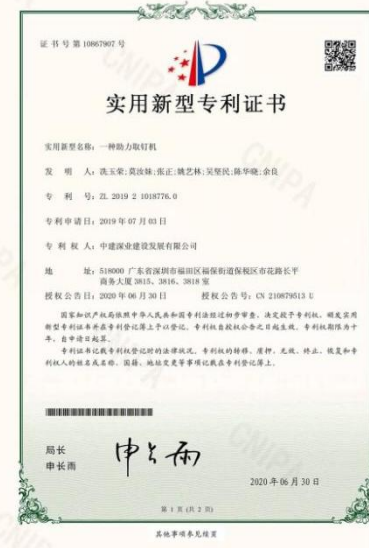 证书号第10867907号
实用新型专利证书
实用新型名称：一种助力取钉机
发 明 人：洗玉荣;莫汝妹;张正;姚艺林;吴坚民;陈华晓;余良
专 利 号：ZL 2019 2 1018776.0
专利申请日：2019年07月03日
专 利 权 人：中建深业建设发展有限公司
地 址：518000 广东省深圳市福田区福保街道保税区市花路长平
商务大厦 3815、3816、3818室
授权公告日：2020年06月30日 授权公告号：CN 210879513 U
国家知识产权局依照中华人民共和国专利法经过初步审查，决定授予专利权，颁发实用
新型专利证书并在专利登记簿上予以登记。专利权自授权公告之日起生效。专利权期限为十
年，自申请日起算。
专利证书记载专利权登记时的法律状况。专利权的转移、质押、无效、终止、恢复和专
利权人的姓名或名称、国籍、地址变更等事项记载在专利登记簿上。
局长
申长雨
申长雨
2020年06月30日
第 1 页 (共 2 页)
其他事项参见续页
CNIPA
CNIPA
CNIPA